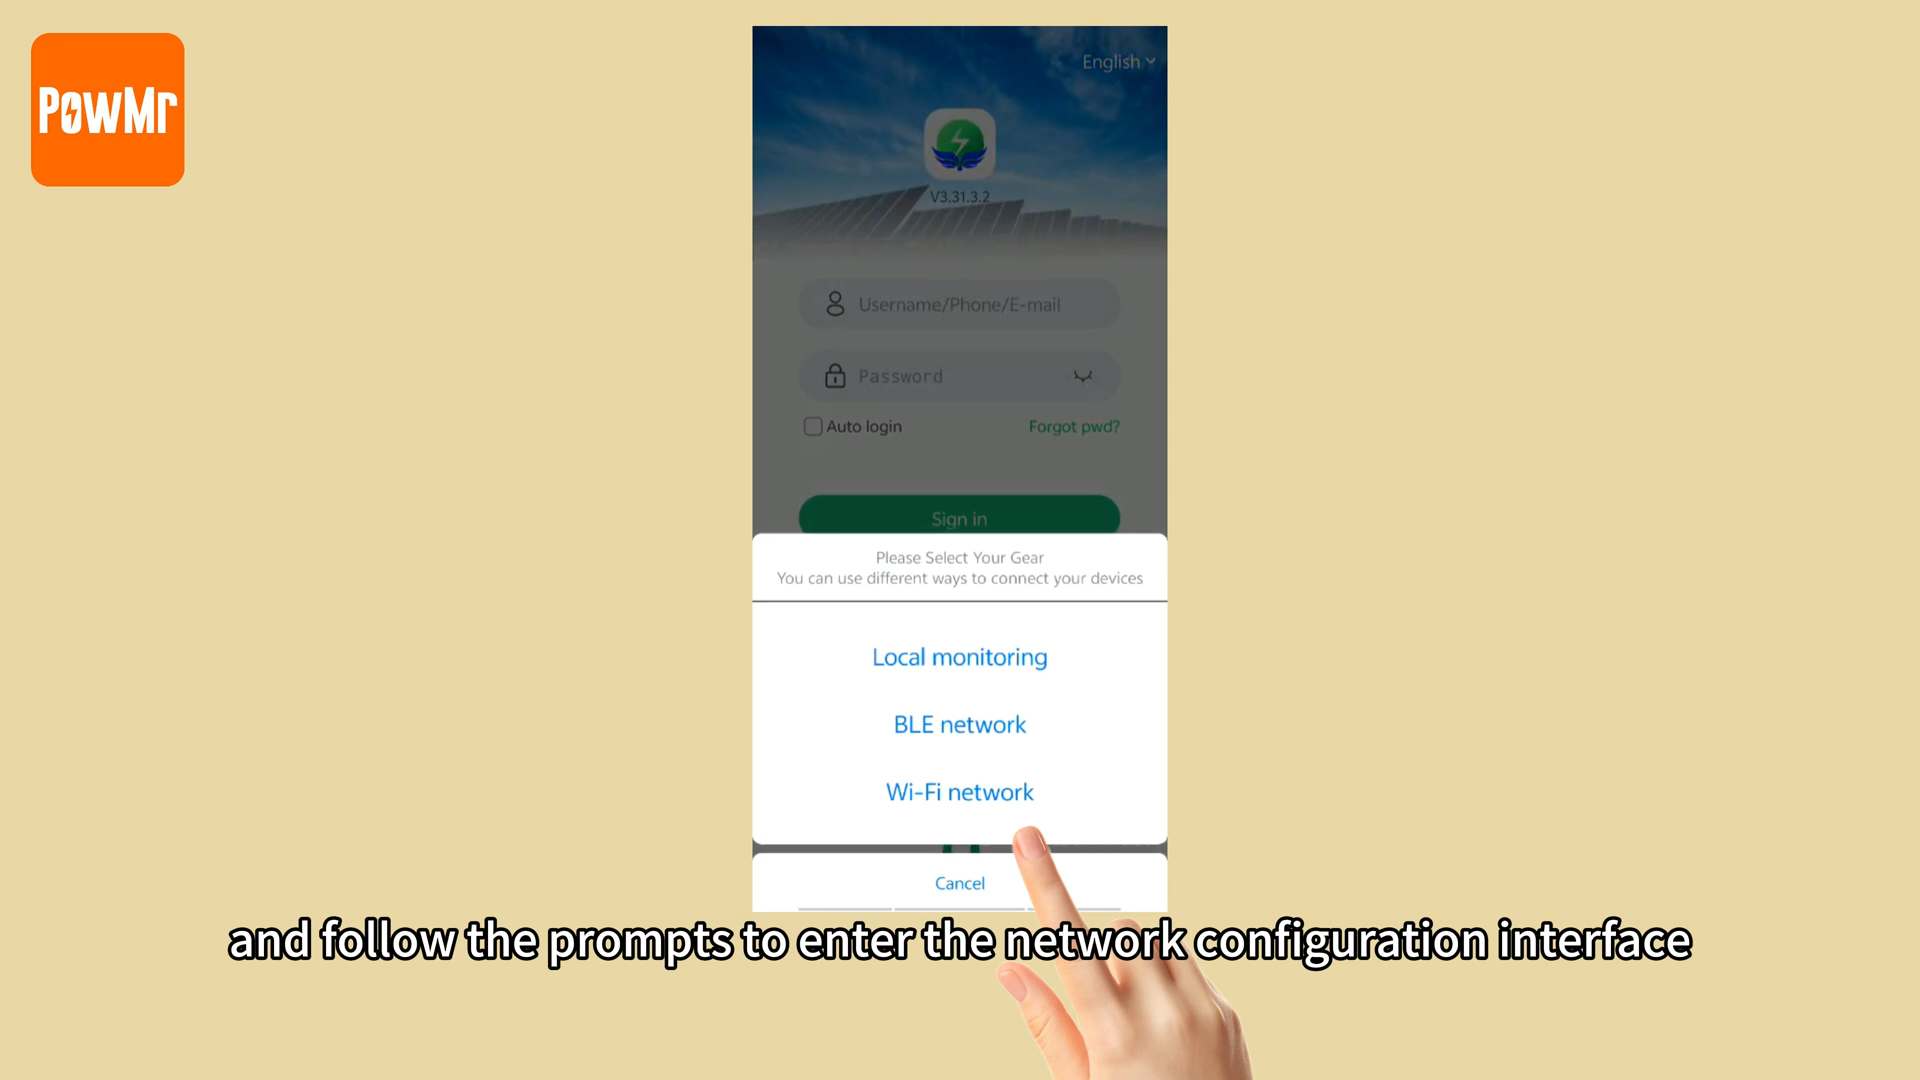 PowMr
English
V3.31.3.2
Username/Phone/E-mail
Password
Auto login
Forgot pwd?
Sign in
Please Select Your Gear
You can use different ways to connect your devices
Local monitoring
BLE network
Wi-Fi network
Cancel
and follow the prompts to enter the network configuration interface